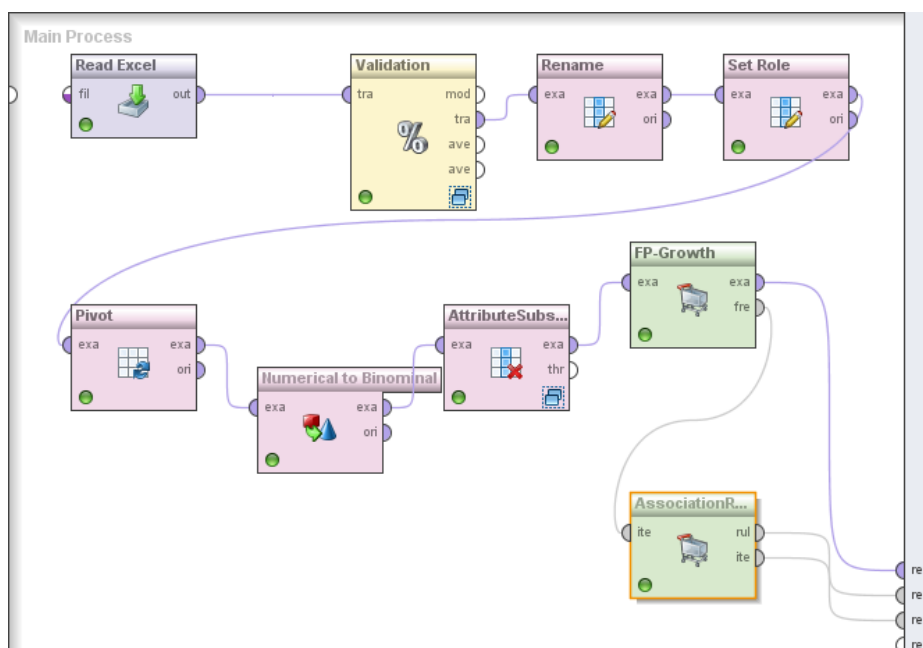 Main Process
Read Excel
fil out
Validation
tra mod
tra
ave
ave
%
Rename
exa exa
ori
Set Role
exa exa
ori
FP-Growth
exa exa
fre
Pivot
exa exa
ori
Numerical to Binominal
exa exa
ori
AttributeSubs...
exa exa
thr
AssociationR...
ite rul
ite
re
re
re
re